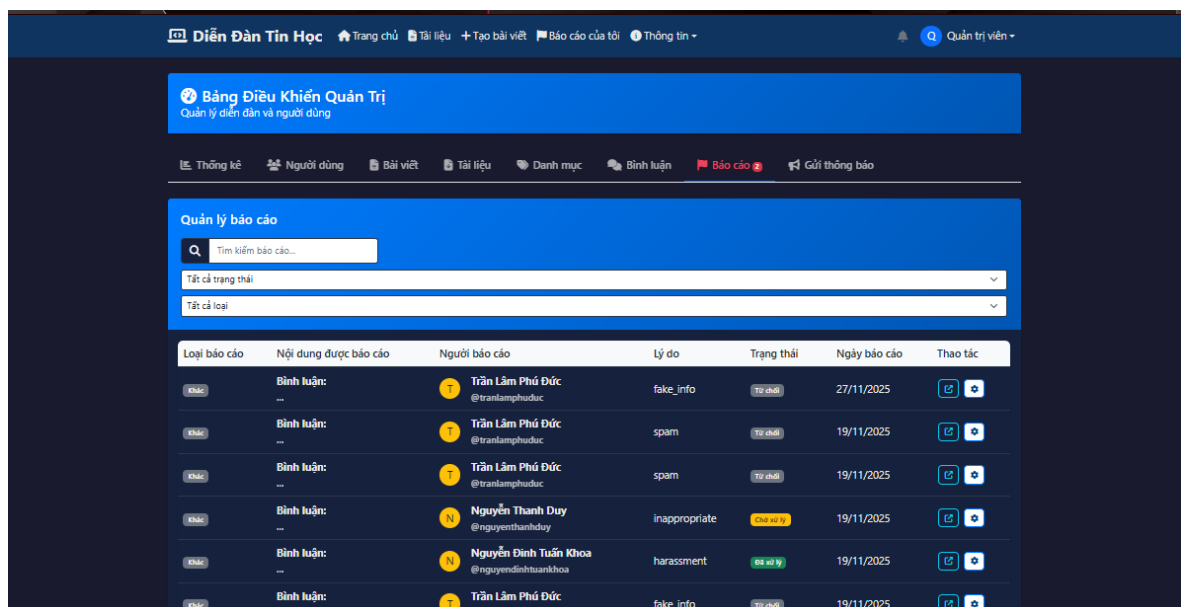 Diễn Đàn Tin Học Trang chủ Tài liệu Tạo bài viết Báo cáo của tôi Thông tin Q Quản trị viên
Bảng Điều Khiển Quản Trị
Quản lý diễn đàn và người dùng
Thống kê Người dùng Bài viết Tài liệu Danh mục Bình luận Báo cáo 2 Gửi thông báo
Quản lý báo cáo
Tìm kiếm báo cáo...
Tất cả trạng thái
Tất cả loại
Loại báo cáo Nội dung được báo cáo Người báo cáo Lý do Trạng thái Ngày báo cáo Thao tác
Khác Bình luận: ... T Trần Lâm Phú Đức fake_info Từ chối 27/11/2025
@tranlamphuduc
Khác Bình luận: ... T Trần Lâm Phú Đức spam Từ chối 19/11/2025
@tranlamphuduc
Khác Bình luận: ... T Trần Lâm Phú Đức spam Từ chối 19/11/2025
@tranlamphuduc
Khác Bình luận: ... N Nguyễn Thanh Duy inappropriate Chờ xử lý 19/11/2025
@nguyenthanhduy
Khác Bình luận: ... N Nguyễn Đình Tuấn Khoa harassment Đã xử lý 19/11/2025
@nguyendinhtuankhoa
Khác Bình luận: T Trần Lâm Phú Đức fake_info Từ chối 19/11/2025